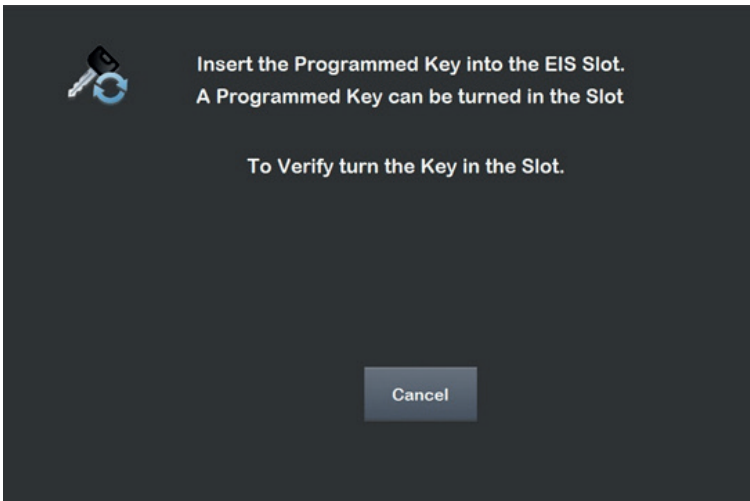 Insert the Programmed Key into the EIS Slot.
A Programmed Key can be turned in the Slot
To Verify turn the Key in the Slot.
Cancel